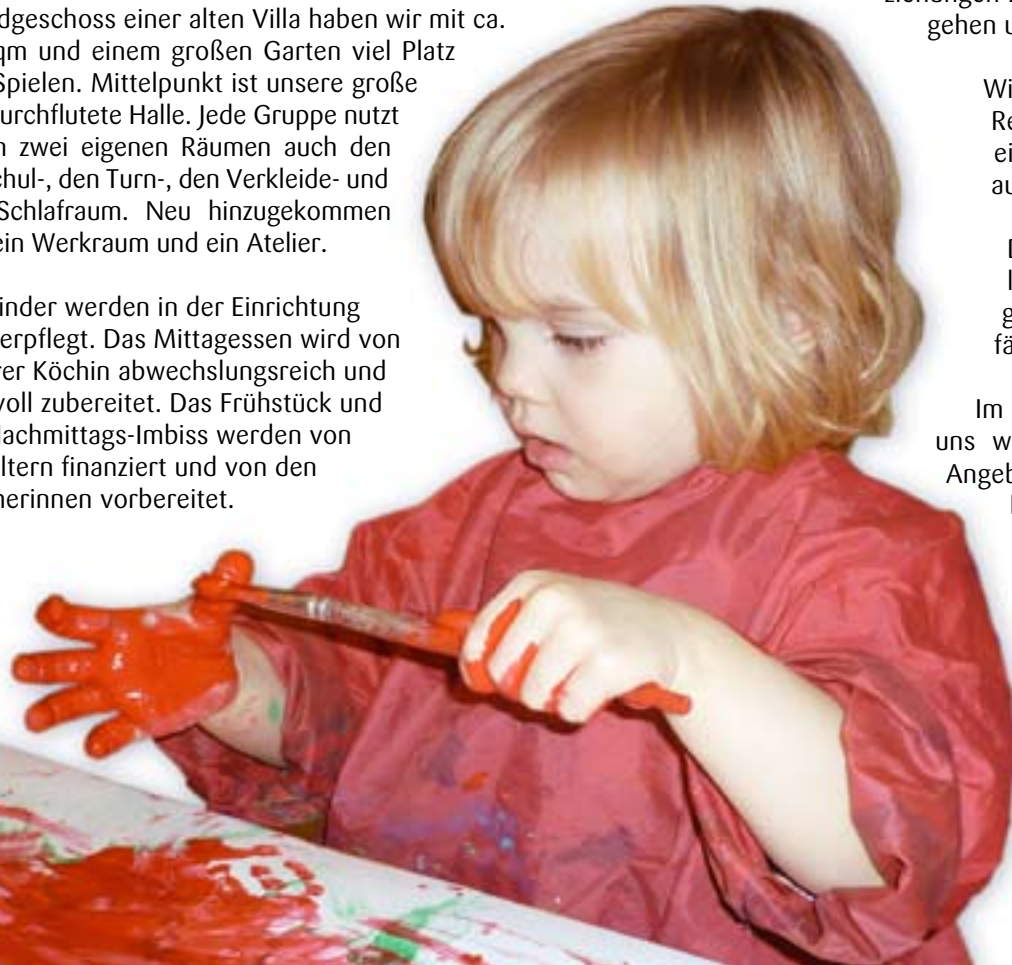 dgeschoss einer alten Villa haben wir mit ca.
qm und einem großen Garten viel Platz
Spielen. Mittelpunkt ist unsere große
urchflutete Halle. Jede Gruppe nutzt
n zwei eigenen Räumen auch den
chul-, den Turn-, den Verkleide- und
Schlafraum. Neu hinzugekommen
ein Werkraum und ein Atelier.
inder werden in der Einrichtung
erpflegt. Das Mittagessen wird von
rer Köchin abwechslungsreich und
voll zubereitet. Das Frühstück und
Nachmittags-Imbiss werden von
ltern finanziert und von den
nerinnen vorbereitet.
ziehungen
gehen u
Wi
Re
ei
au
D
g
fä
Im
uns w
Angeb